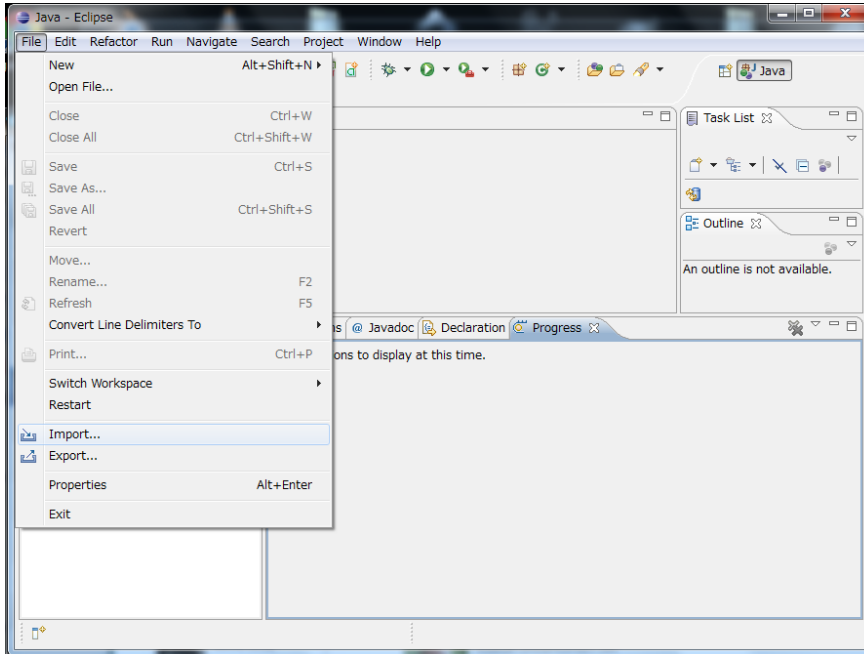 Java - Eclipse
File Edit Refactor Run Navigate Search Project Window Help
New Alt+Shift+N
Open File...
Close Ctrl+W
Close All Ctrl+Shift+W
Save Ctrl+S
Save As...
Save All Ctrl+Shift+S
Revert
Move...
Rename... F2
Refresh F5
Convert Line Delimiters To
Print... Ctrl+P
Switch Workspace
Restart
Import...
Export...
Properties Alt+Enter
Exit
Java
Task List
Outline
An outline is not available.
@ Javadoc Declaration Progress
ons to display at this time.